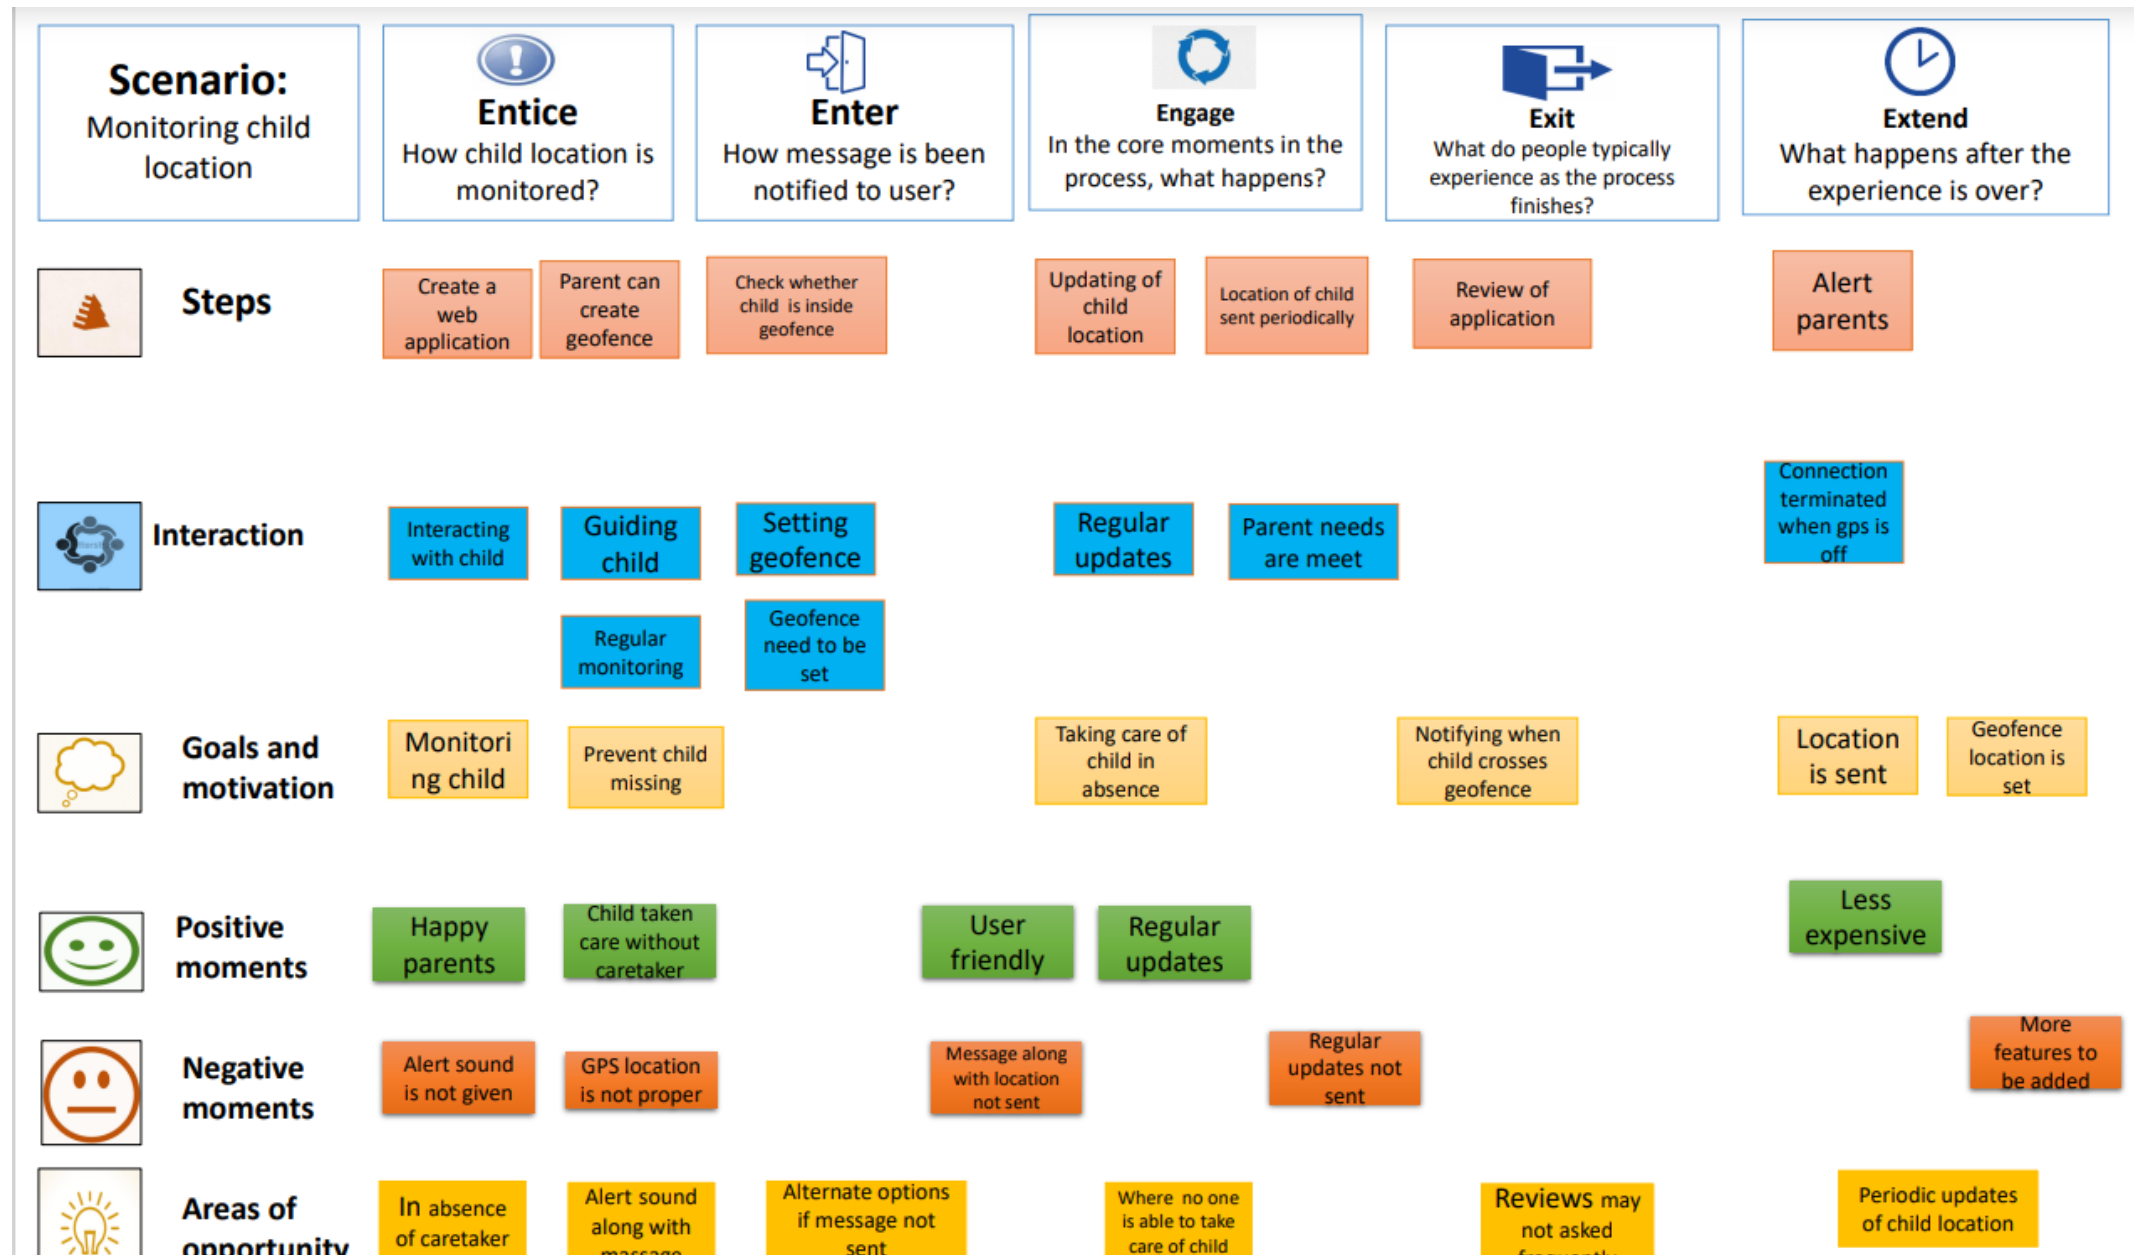 Scenario:
Monitoring child
location
Entice
How child location is
monitored?
Enter
How message is been
notified to user?
Engage
In the core moments in the
process, what happens?
Exit
What do people typically
experience as the process
finishes?
Extend
What happens after the
experience is over?
Steps
Create a
web
application
Parent can
create
geofence
Check whether
child is inside
geofence
Updating of
child
location
Location of child
sent periodically
Review of
application
Alert
parents
Interaction
Interacting
with child
Guiding
child
Setting
geofence
Regular
updates
Parent needs
are meet
Connection
terminated
when gps is
off
Regular
monitoring
Geofence
need to be
set
Goals and
motivation
Monitori
ng child
Prevent child
missing
Taking care of
child in
absence
Notifying when
child crosses
geofence
Location
is sent
Geofence
location is
set
Positive
moments
Happy
parents
Child taken
care without
caretaker
User
friendly
Regular
updates
Less
expensive
Negative
moments
Alert sound
is not given
GPS location
is not proper
Message along
with location
not sent
Regular
updates not
sent
More
features to
be added
Areas of
opportunity
In absence
of caretaker
Alert sound
along with
Alternate options
if message not
sent
Where no one
is able to take
care of child
Reviews may
not asked
frequently
Periodic updates
of child location